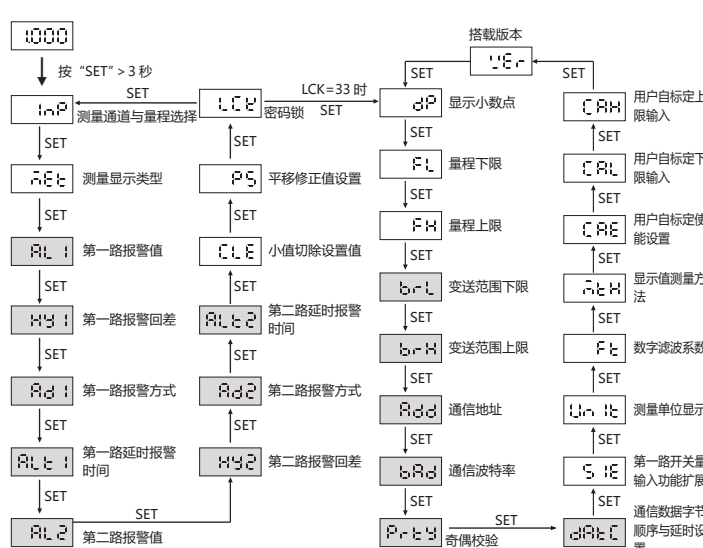 1000
按 “SET” > 3 秒
InP
测量通道与量程选择
SET
SET
测量显示类型
SET
AL1
第一路报警值
SET
HY1
第一路报警回差
SET
Ad1
第一路报警方式
SET
ALt1
第一路延时报警
时间
SET
AL2
第二路报警值
SET
HY2
第二路报警回差
SET
Ad2
第二路报警方式
SET
ALt2
第二路延时报警
时间
SET
CLE
小值切除设置值
SET
PS
平移修正值设置
SET
LCK
密码锁
LCK=33 时
SET
搭载版本
VEr
SET
SET
dP
显示小数点
SET
FL
量程下限
SET
FH
量程上限
SET
brL
变送范围下限
SET
brH
变送范围上限
SET
Add
通信地址
SET
bAd
通信波特率
SET
PrtY
奇偶校验
SET
dAtC
通信数据字节
顺序与延时设
SET
S1E
第一路开关量
输入功能扩展
SET
UnIt
测量单位显示
SET
Ft
数字滤波系数
SET
显示值测量方
法
SET
CAE
用户自标定使
能设置
SET
CAL
用户自标定下
限输入
SET
CAH
用户自标定上
限输入